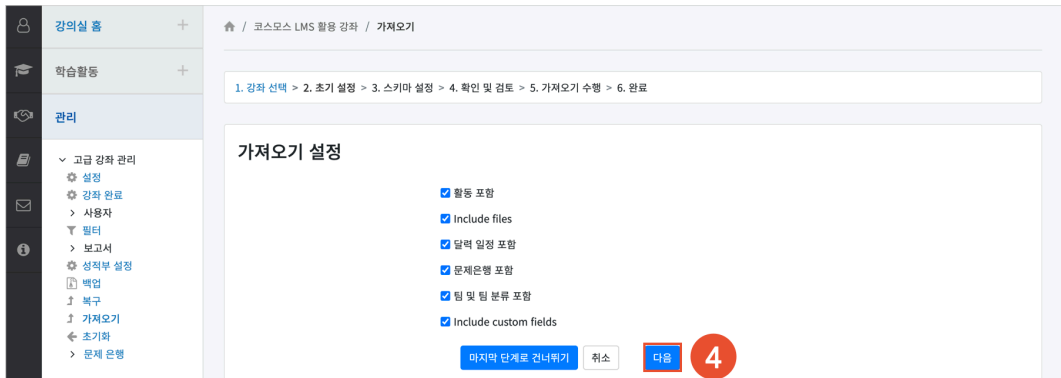 강의실 홈
학습활동
관리
고급 강좌 관리
설정
강좌 완료
사용자
필터
보고서
성적부 설정
백업
복구
가져오기
초기화
문제 은행
/ 코스모스 LMS 활용 강좌 / 가져오기
1. 강좌 선택 > 2. 초기 설정 > 3. 스키마 설정 > 4. 확인 및 검토 > 5. 가져오기 수행 > 6. 완료
가져오기 설정
활동 포함
Include files
달력 일정 포함
문제은행 포함
팀 및 팀 분류 포함
Include custom fields
마지막 단계로 건너뛰기 취소 다음 4